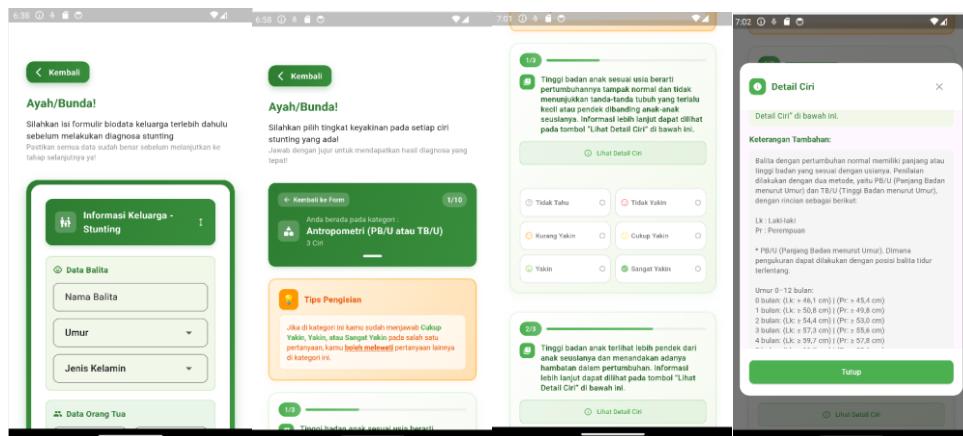 6:38
Kembali
Ayah/Bunda!
Silahkan isi formulir biodata keluarga terlebih dahulu
sebelum melakukan diagnosa stunting
Pastikan semua data sudah benar sebelum melanjutkan ke
tahap selanjutnya ya!
Informasi Keluarga -
Stunting
Data Balita
Nama Balita
Umur
Jenis Kelamin
Data Orang Tua
6:58
Kembali
Ayah/Bunda!
Silahkan pilih tingkat keyakinan pada setiap ciri
stunting yang ada!
Jawab dengan jujur untuk mendapatkan hasil diagnosa yang
tepat!
Kembali ke Form
1/10
Anda berada pada kategori :
Antropometri (PB/U atau TB/U)
3 Ciri
Tips Pengisian
Jika di kategori ini kamu sudah menjawab Cukup
Yakin, Yakin, atau Sangat Yakin pada salah satu
pertanyaan, kamu boleh melewati pertanyaan lainnya
di kategori ini.
1/3
Tinggi badan anak sesuai usia berarti
7:01
1/3
Tinggi badan anak sesuai usia berarti
pertumbuhannya tampak normal dan tidak
menunjukkan tanda-tanda tubuh yang terlalu
kecil atau pendek dibanding anak-anak
seusianya. Informasi lebih lanjut dapat dilihat
pada tombol "Lihat Detail Ciri" di bawah ini.
Lihat Detail Ciri
Tidak Tahu
Tidak Yakin
Kurang Yakin
Cukup Yakin
Yakin
Sangat Yakin
2/3
Tinggi badan anak terlihat lebih pendek dari
anak seusianya dan menandakan adanya
hambatan dalam pertumbuhan. Informasi
lebih lanjut dapat dilihat pada tombol "Lihat
Detail Ciri" di bawah ini.
Lihat Detail Ciri
7:02
Detail Ciri
Detail Ciri" di bawah ini.
Keterangan Tambahan:
Balita dengan pertumbuhan normal memiliki panjang atau
tinggi badan yang sesuai dengan usianya. Penilaian
dilakukan dengan dua metode, yaitu PB/U (Panjang Badan
menurut Umur) dan TB/U (Tinggi Badan menurut Umur),
dengan rincian sebagai berikut:
Lk : Laki-laki
Pr : Perempuan
* PB/U (Panjang Badan menurut Umur). Dimana
pengukuran dapat dilakukan dengan posisi balita tidur
terlentang.
Umur 0-12 bulan:
0 bulan: (Lk: ≥ 46,1 cm) | (Pr: ≥ 45,4 cm)
1 bulan: (Lk: ≥ 50,8 cm) | (Pr: ≥ 49,8 cm)
2 bulan: (Lk: ≥ 54,4 cm) | (Pr: ≥ 53,0 cm)
3 bulan: (Lk: ≥ 57,3 cm) | (Pr: ≥ 55,6 cm)
4 bulan: (Lk: ≥ 59,7 cm) | (Pr: ≥ 57,8 cm)
Tutup
Lihat Detail Ciri